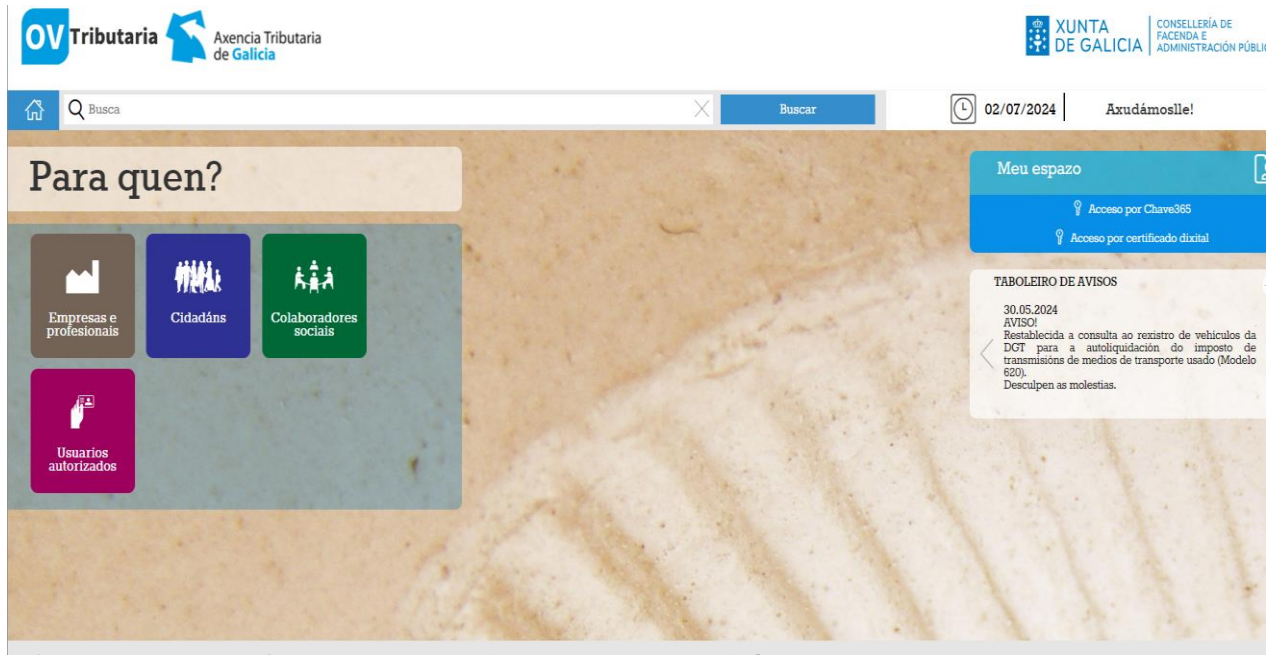 OV Tributaria
Axencia Tributaria
de Galicia
XUNTA
DE GALICIA
CONSELLERÍA DE
FACENDA E
ADMINISTRACIÓN
Busca
Buscar
02/07/2024
Axudámoslle!
Para quen?
Empresas e
profesionais
Cidadáns
Colaboradores
sociais
Usuarios
autorizados
Meu espazo
Acceso por Chave365
Acceso por certificado dixital
TABOLEIRO DE AVISOS
30.05.2024
AVISO!
Restablecida a consulta ao rexistro de vehículos da
DGT para a autoliquidación do imposto de
transmisións de medios de transporte usado (Modelo
620).
Desculpen as molestias.